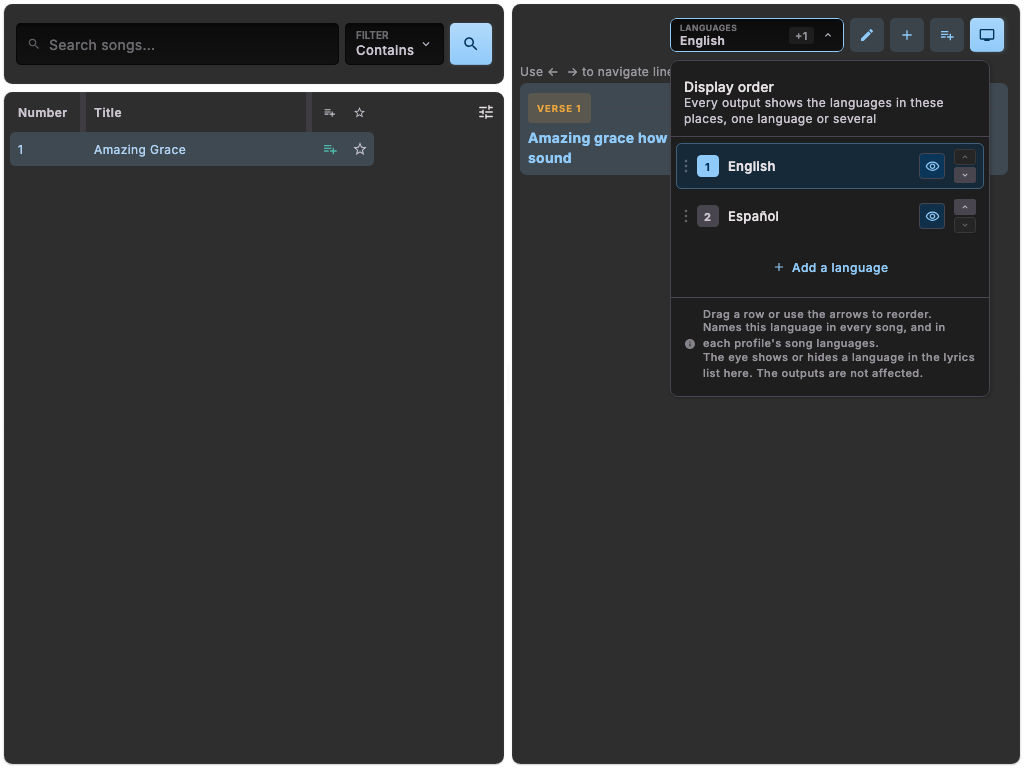 Search songs...
FILTER
Contains
Number
Title
1
Amazing Grace
LANGUAGES
English
+1
Use ← → to navigate line
VERSE 1
Amazing grace how
sound
Display order
Every output shows the languages in these
places, one language or several
1
English
2
Español
+ Add a language
Drag a row or use the arrows to reorder.
Names this language in every song, and in
each profile's song languages.
The eye shows or hides a language in the lyrics
list here. The outputs are not affected.